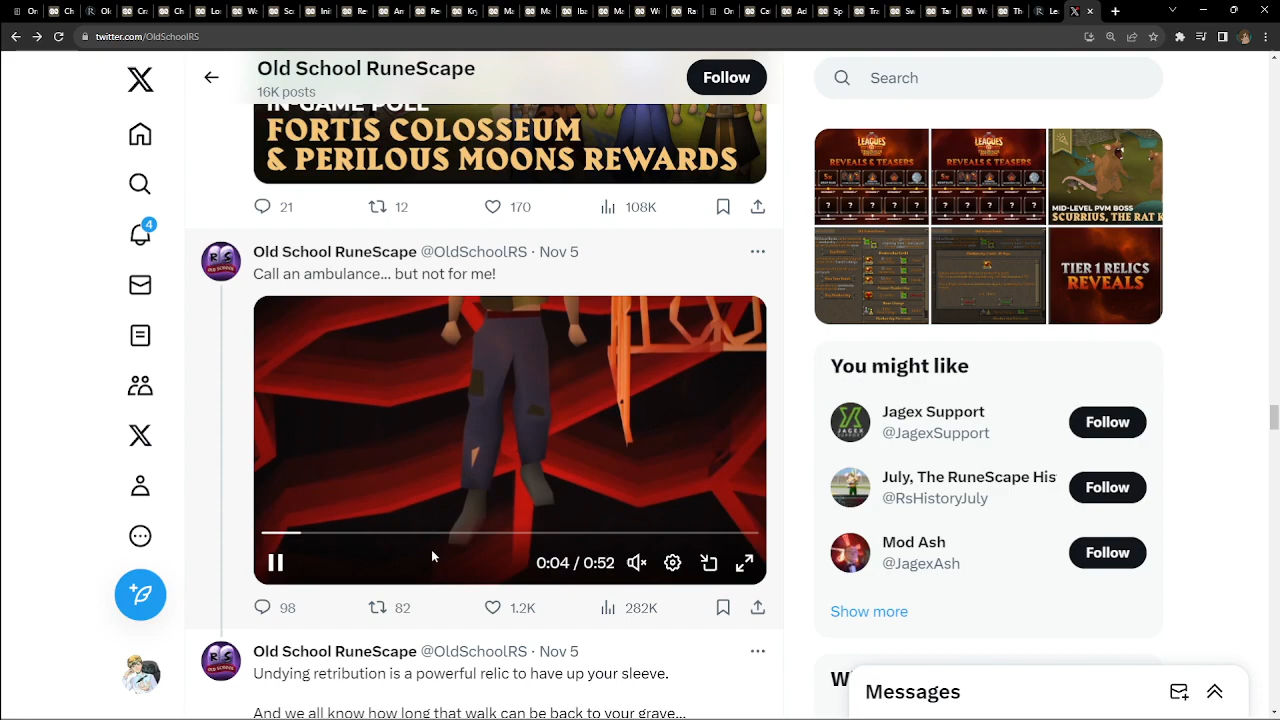 twitter.com/OldSchoolRS
Old School RuneScape
16K posts
Follow
Search
IN-GAME POLL
FORTIS COLOSSEUM
& PERILOUS MOONS REWARDS
21 12 170 108K
Old School RuneScape @OldSchoolRS · Nov 5
Call an ambulance... but not for me!
0:04 / 0:52
98 82 1.2K 282K
Old School RuneScape @OldSchoolRS · Nov 5
Undying retribution is a powerful relic to have up your sleeve.
And we all know how long that walk can be back to your grave...
4
LEAGUES
REVEALS & TEASERS
LEAGUES
REVEALS & TEASERS
MID-LEVEL PVM BOSS
SCURRIUS, THE RAT K
TIER 1 RELICS
REVEALS
You might like
Jagex Support
@JagexSupport
Follow
July, The RuneScape His
@RsHistoryJuly
Follow
Mod Ash
@JagexAsh
Follow
Show more
W
Messages